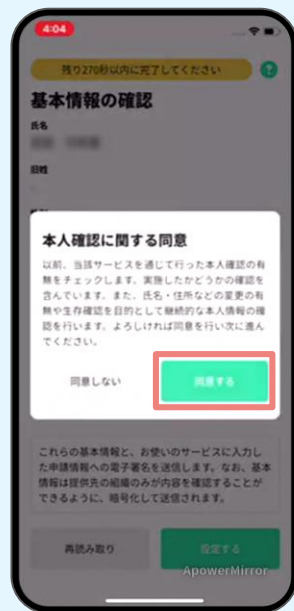 4:04
残り270秒以内に完了してください
?
基本情報の確認
氏名
旧姓
本人確認に関する同意
以前、当該サービスを通じて行った本人確認の有
無をチェックします。実施したかどうかの確認を
含んでいます。また、氏名・住所などの変更の有
無や生存確認を目的として継続的な本人情報の確
認を行います。よろしければ同意を行い次に進ん
でください。
同意しない
同意する
これらの基本情報と、お使いのサービスに入力し
た申請情報への電子署名を送信します。なお、基本
情報は提供先の組織のみが内容を確認することが
できるように、暗号化して送信されます。
再読み取り
設定する
ApowerMirror